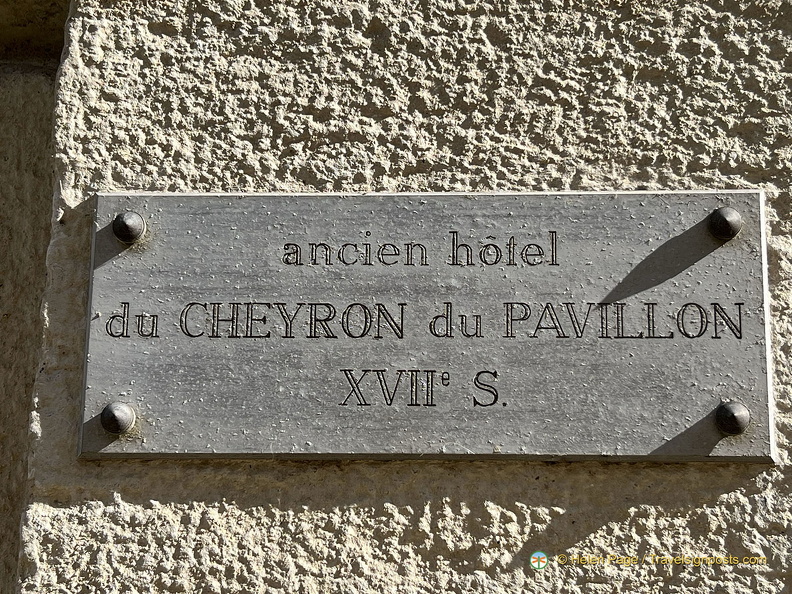 ancien hôtel
du CHEYRON du PAVILLON
XVIIᵉ S.
© Helen Page / Travelsignposts.com